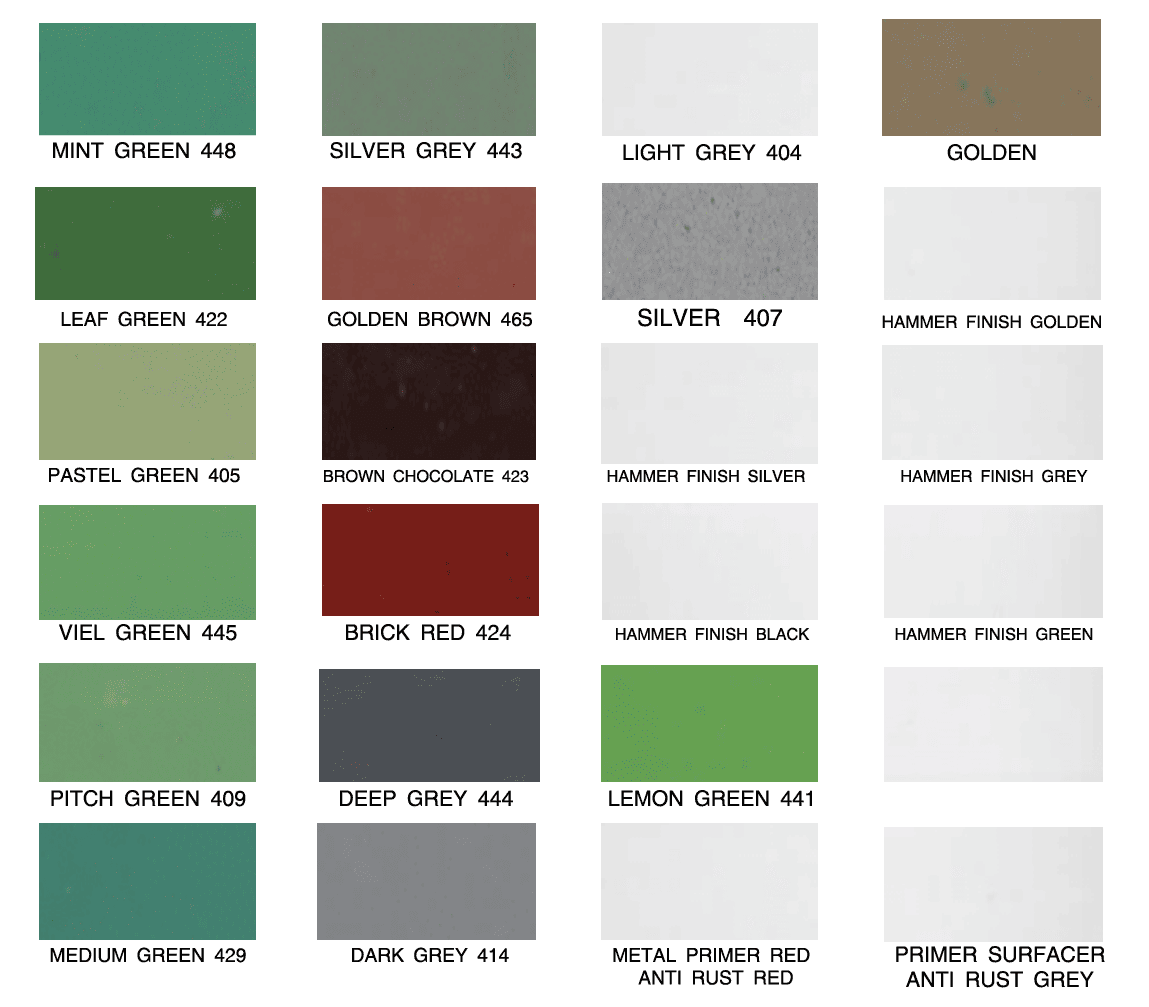 MINT GREEN 448
SILVER GREY 443
LIGHT GREY 404
GOLDEN
LEAF GREEN 422
GOLDEN BROWN 465
SILVER 407
HAMMER FINISH GOLDEN
PASTEL GREEN 405
BROWN CHOCOLATE 423
HAMMER FINISH SILVER
HAMMER FINISH GREY
VIEL GREEN 445
BRICK RED 424
HAMMER FINISH BLACK
HAMMER FINISH GREEN
PITCH GREEN 409
DEEP GREY 444
LEMON GREEN 441
MEDIUM GREEN 429
DARK GREY 414
METAL PRIMER RED
ANTI RUST RED
PRIMER SURFACER
ANTI RUST GREY